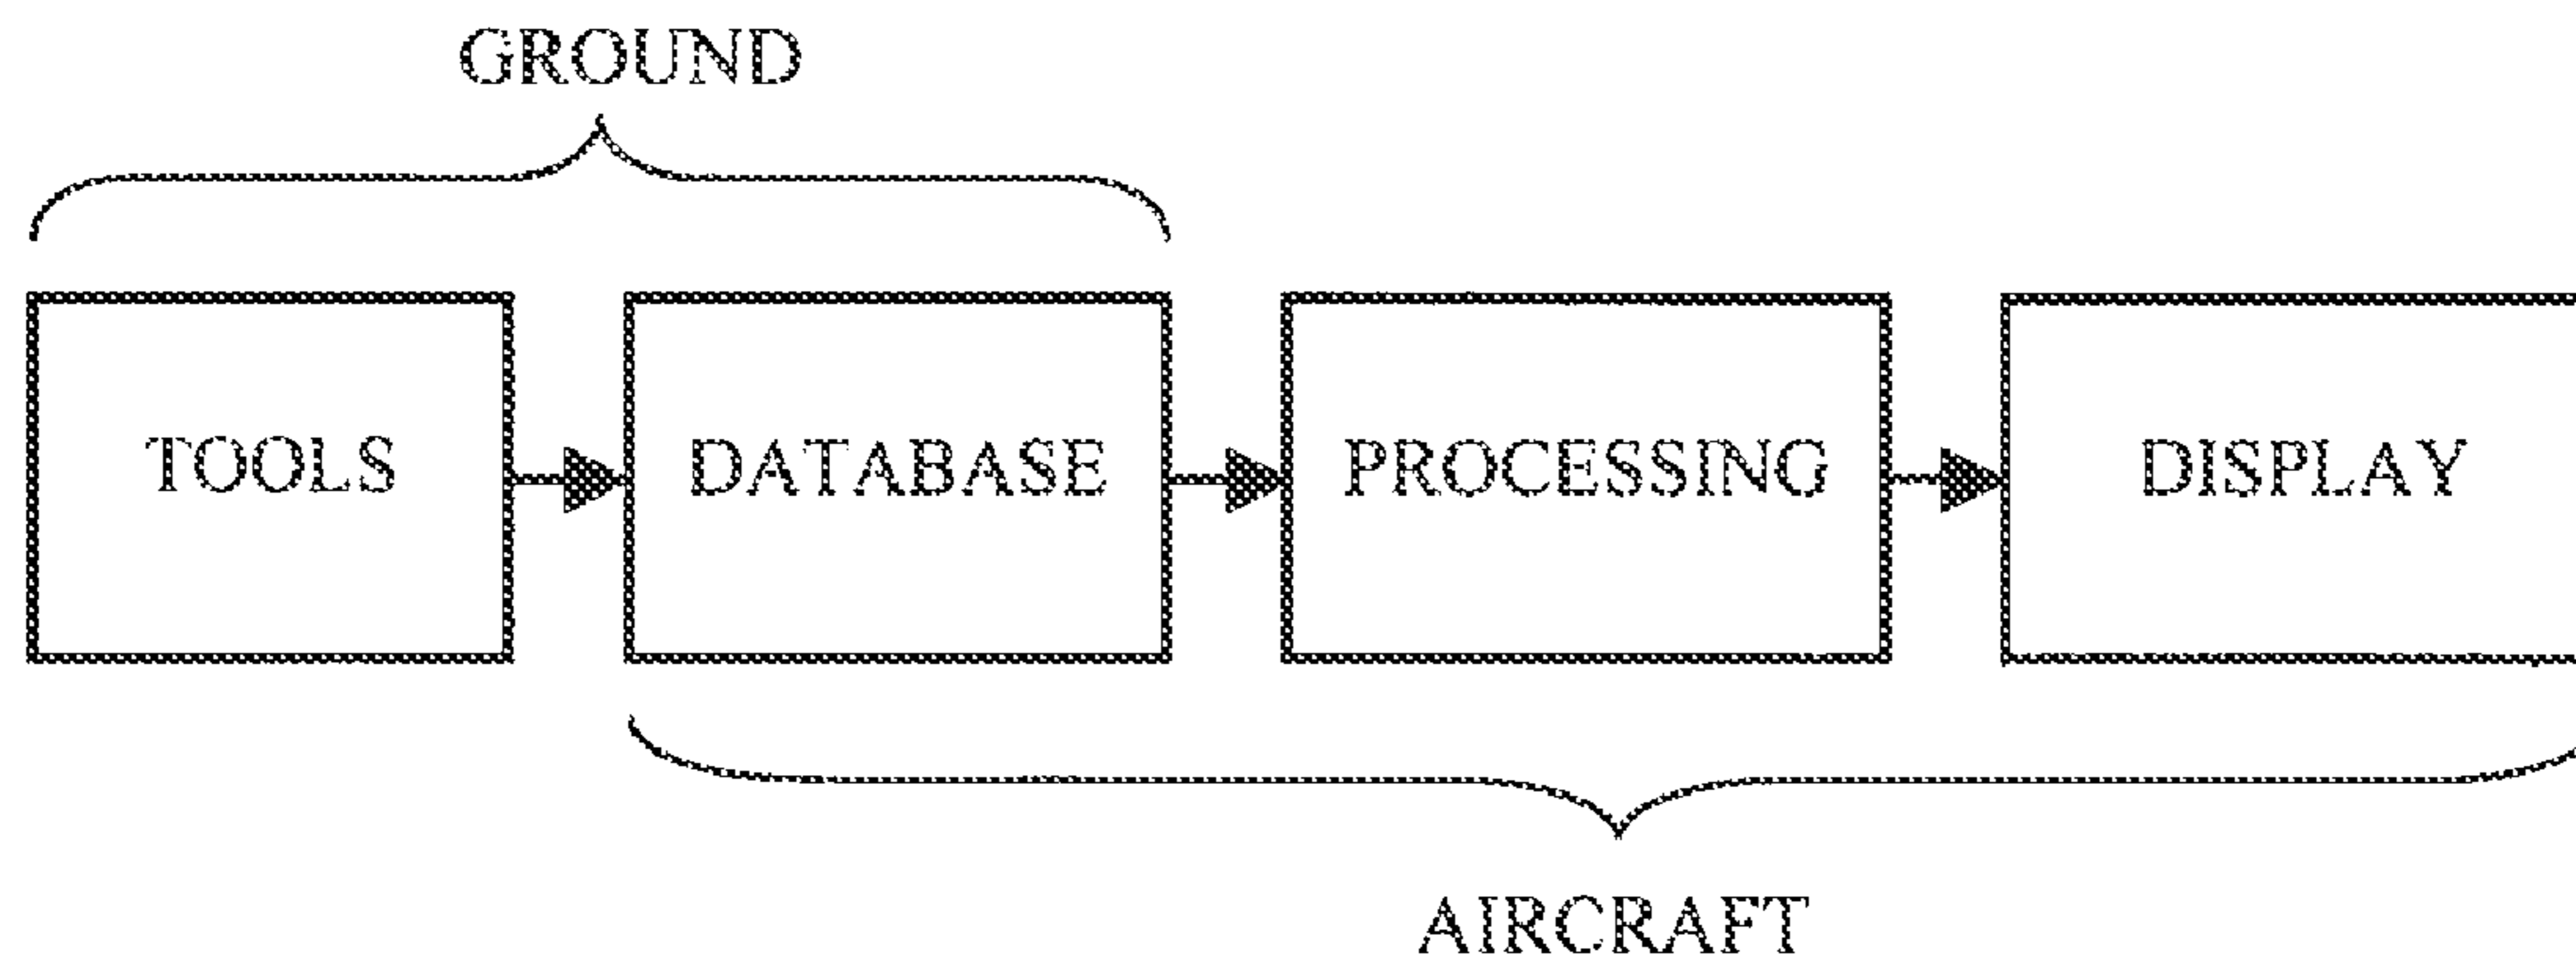 GROUND
TOOLS
DATABASE
PROCESSING
DISPLAY
AIRCRAFT